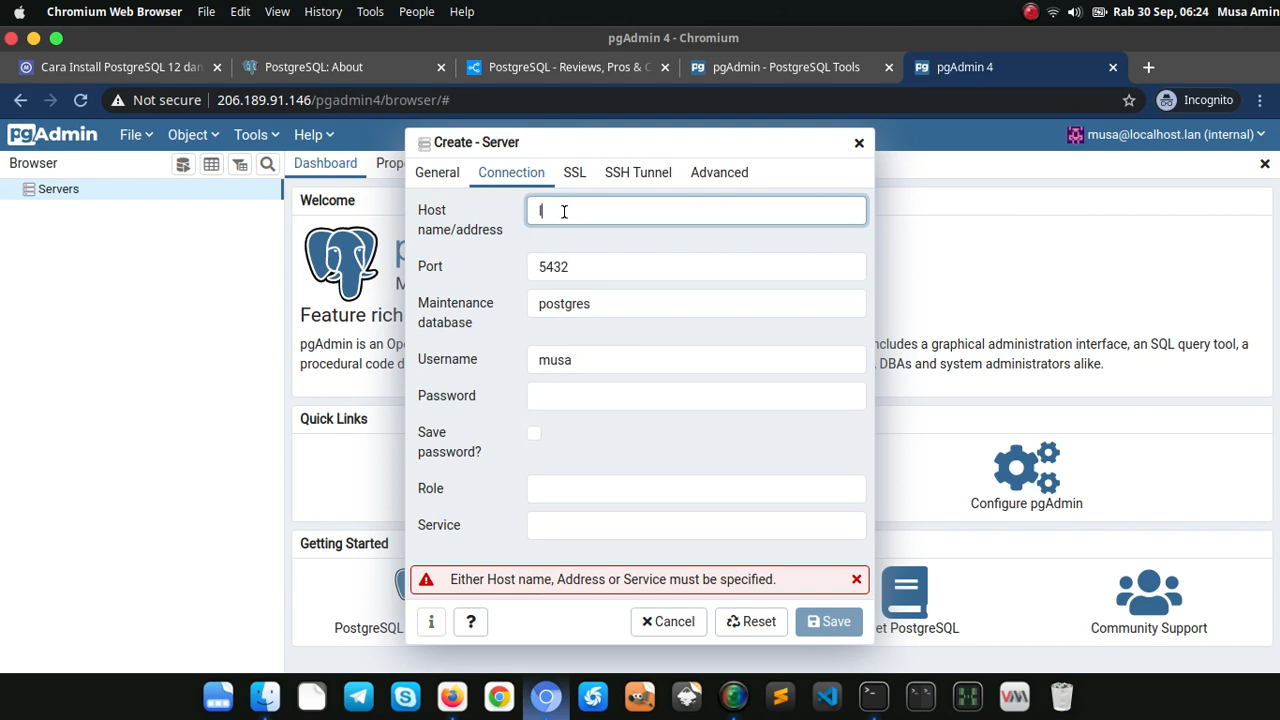 Chromium Web Browser File Edit View History Tools People Help Rab 30 Sep, 06:24 Musa Amin
pgAdmin 4 - Chromium
Cara Install PostgreSQL 12 dan PostgreSQL: About PostgreSQL - Reviews, Pros & C pgAdmin - PostgreSQL Tools pgAdmin 4
Not secure 206.189.91.146/pgadmin4/browser/# Incognito
pgAdmin File Object Tools Help musa@localhost.lan (internal)
Browser Dashboard Prop
Create - Server
General Connection SSL SSH Tunnel Advanced
Servers
Welcome
Host
name/address
l
Port 5432
Maintenance
database
postgres
Username musa
Password
Save
password?
Role
Service
Feature rich
pgAdmin is an Op
cludes a graphical administration interface, an SQL query tool, a
procedural code d
DBAs and system administrators alike.
Quick Links
Configure pgAdmin
Getting Started
Either Host name, Address or Service must be specified.
i ? Cancel Reset Save
PostgreSQL
et PostgreSQL
Community Support